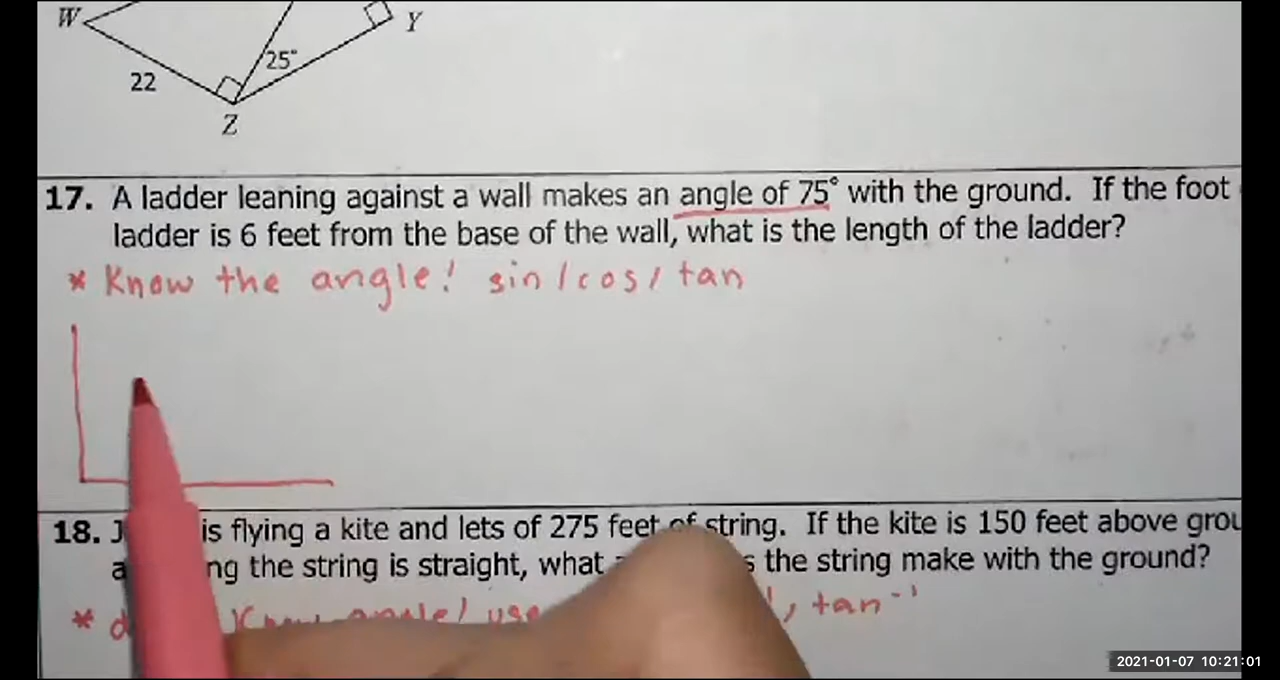 W
Y
25°
22
Z
17. A ladder leaning against a wall makes an angle of 75° with the ground. If the foot
ladder is 6 feet from the base of the wall, what is the length of the ladder?
* Know the angle! sin/cos/tan
18. is flying a kite and lets of 275 feet of string. If the kite is 150 feet above
the string is straight, what the string make with the ground?
* Know angle! use , tan⁻¹
2021-01-07 10:21:01